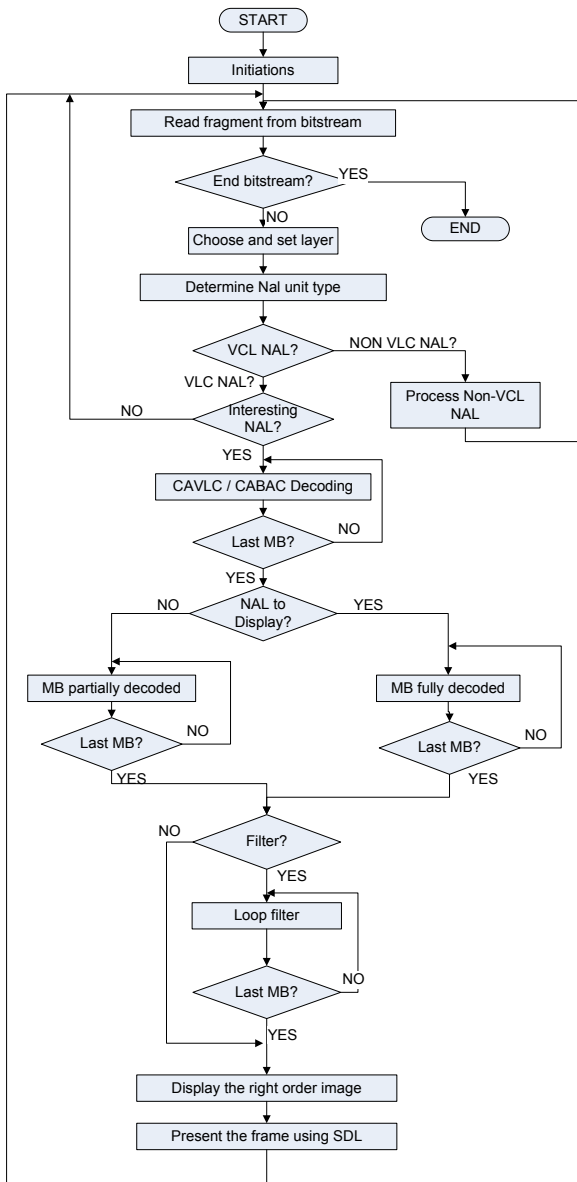 START
Initiations
Read fragment from bitstream
End bitstream?
YES
NO
END
Choose and set layer
Determine Nal unit type
VCL NAL?
NON VLC NAL?
VLC NAL?
Process Non-VCL
NAL
NO
Interesting
NAL?
YES
CAVLC / CABAC Decoding
Last MB?
NO
YES
NO
NAL to
Display?
YES
MB partially decoded
MB fully decoded
Last MB?
NO
Last MB?
NO
YES
YES
NO
Filter?
YES
Loop filter
NO
Last MB?
YES
Display the right order image
Present the frame using SDL